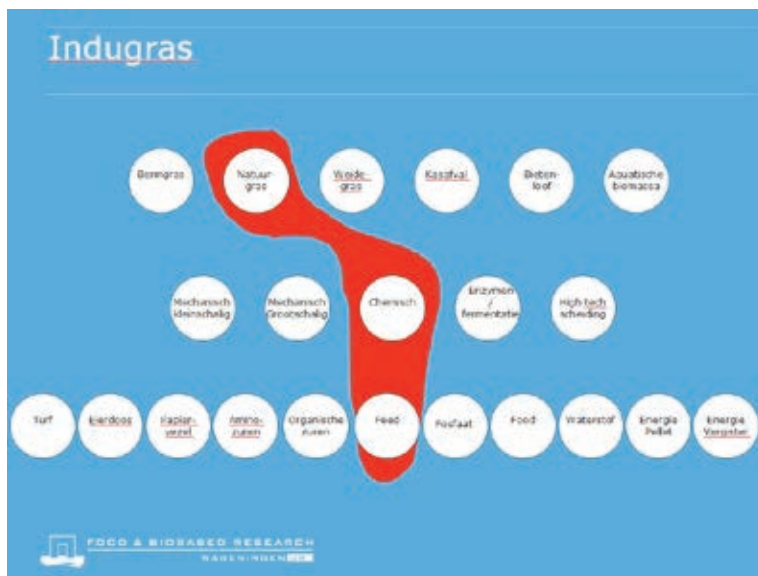 Indugras
Bermgras
Natuur-
gras
Weide-
gras
Kasafval
Bieten-
loof
Aquatische
biomassa
Mechanisch
kleinschalig
Mechanisch
Grootschalig
Chemisch
Enzymen
/
fermentatie
High tech
scheiding
Turf
Eierdoos
Papier-
vezel
Amino-
zuren
Organische
zuren
Feed
Fosfaat
Food
Waterstof
Energie
Pellet
Energie
Vergister
FOOD & BIOBASED RESEARCH
WAGENINGEN UR